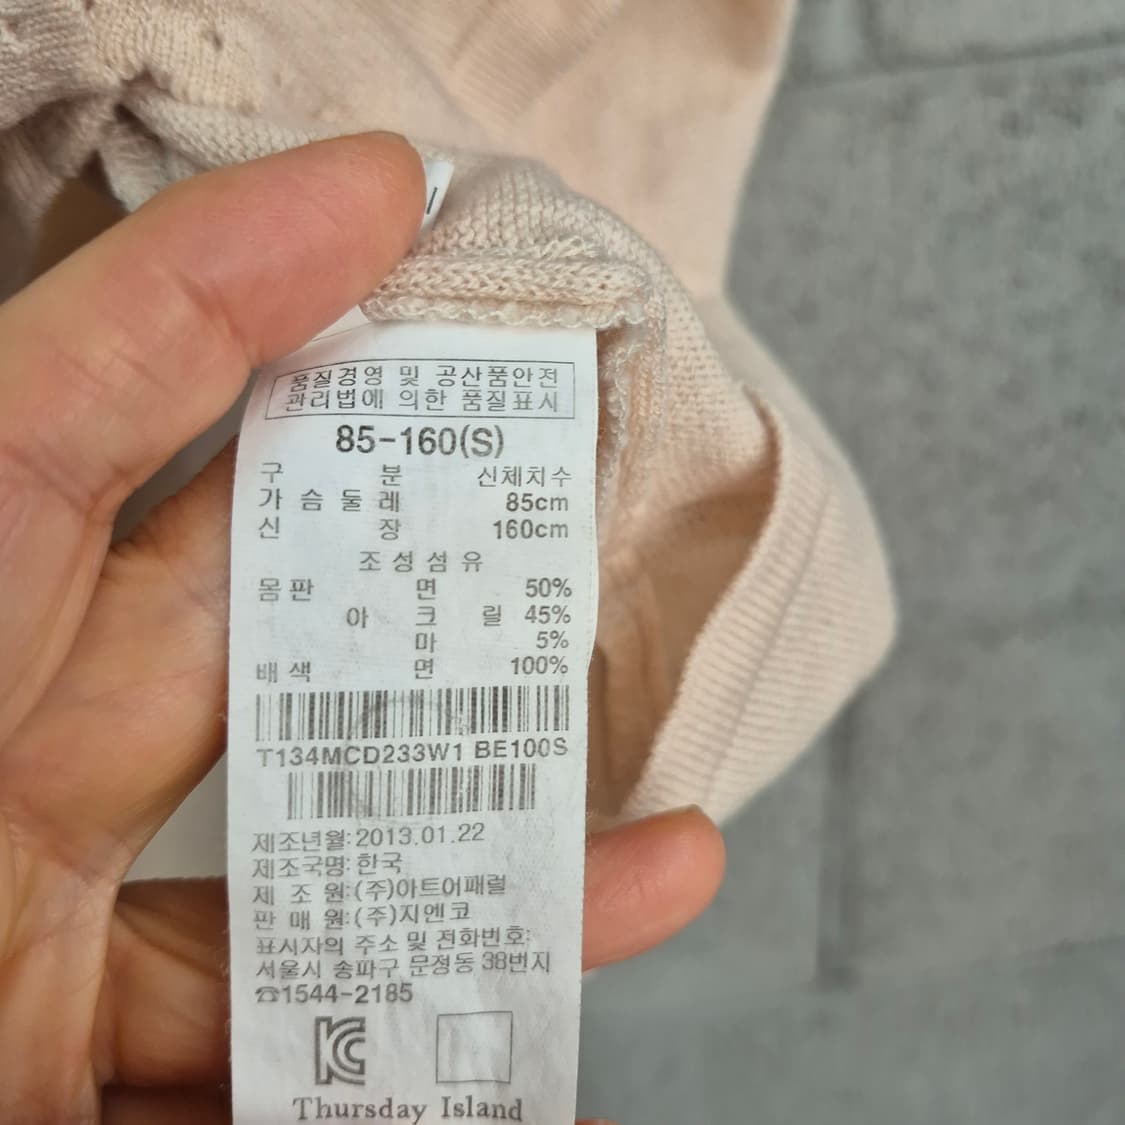 품질경영 및 공산품안전
관리법에 의한 품질표시
85-160(S)
구 분 신체치수
가슴둘레 85cm
신 장 160cm
조성섬유
몸판 면 50%
아크릴 45%
마 5%
배색 면 100%
T134MCD233W1 BE100S
제조년월:2013.01.22
제조국명:한국
제 조 원:(주)아트어패럴
판 매 원:(주)지엔코
표시자의 주소 및 전화번호:
서울시 송파구 문정동 38번지
☎1544-2185
KC
Thursday Island